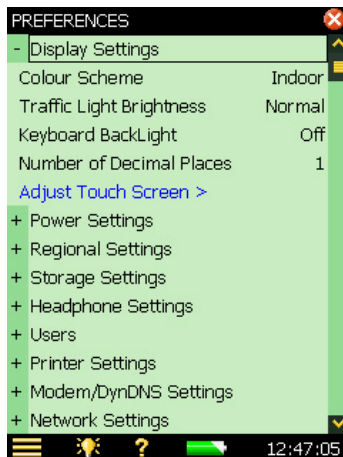 PREFERENCES
- Display Settings
Colour Scheme Indoor
Traffic Light Brightness Normal
Keyboard BackLight Off
Number of Decimal Places 1
Adjust Touch Screen >
+ Power Settings
+ Regional Settings
+ Storage Settings
+ Headphone Settings
+ Users
+ Printer Settings
+ Modem/DynDNS Settings
+ Network Settings
? 12:47:05